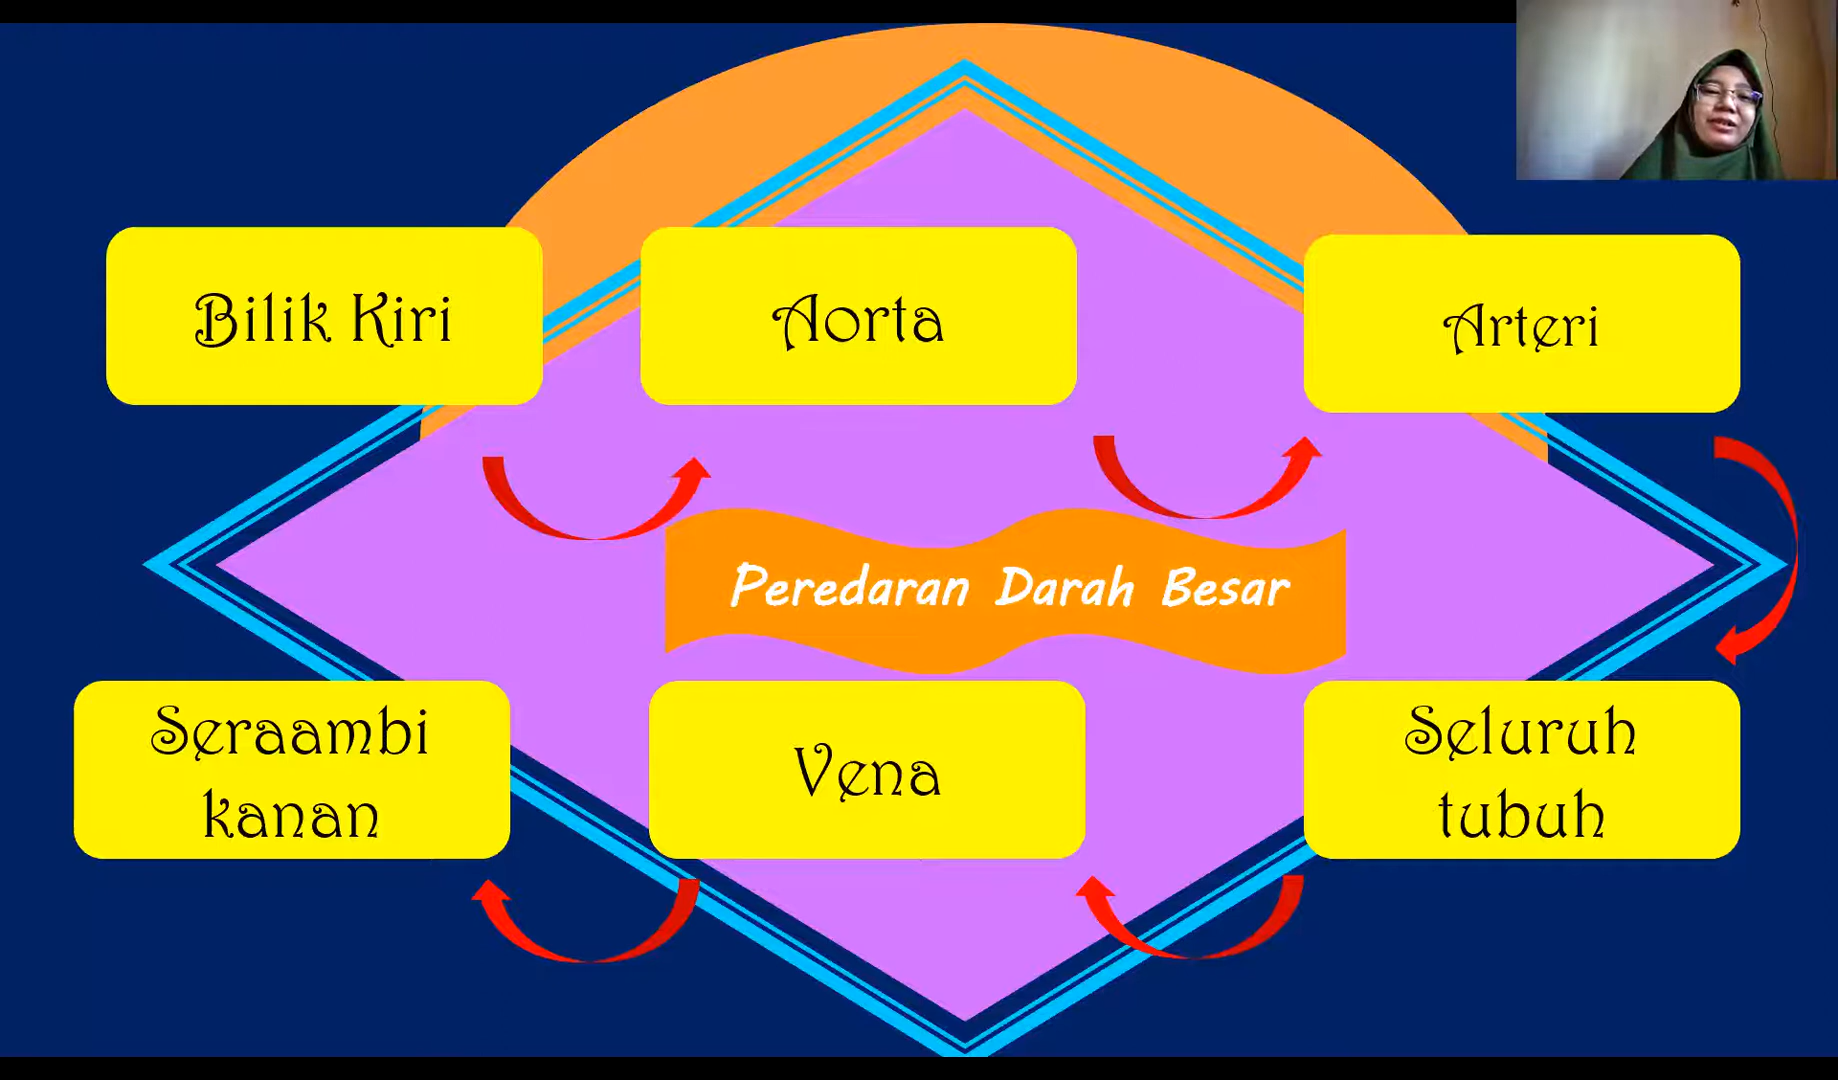 Bilik Kiri
Aorta
Arteri
Peredaran Darah Besar
Seraambi
kanan
Vena
Seluruh
tubuh